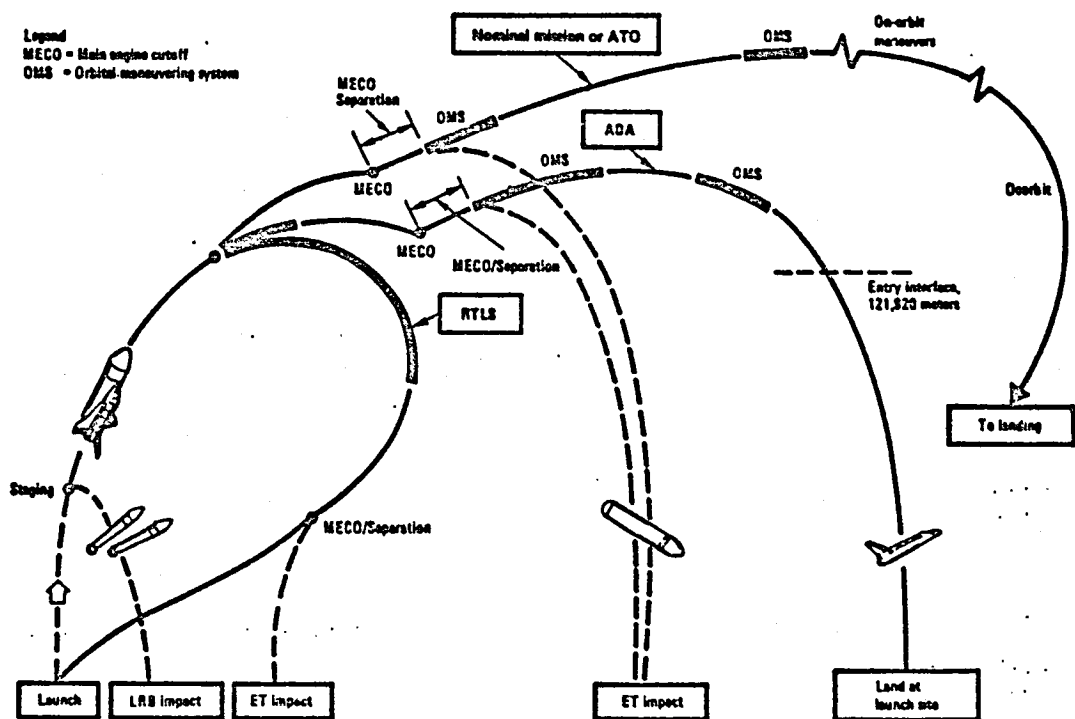 Legend
MECO = Main engine cutoff
OMS = Orbital-maneuvering system
Nominal mission or ATO
OMS
On-orbit
maneuvers
MECO
Separation
OMS
AOA
OMS
OMS
MECO
Deorbit
MECO
MECO/Separation
Entry interface,
121,920 meters
RTLS
To landing
Staging
MECO/Separation
Launch
LRB impact
ET impact
ET impact
Land at
launch site